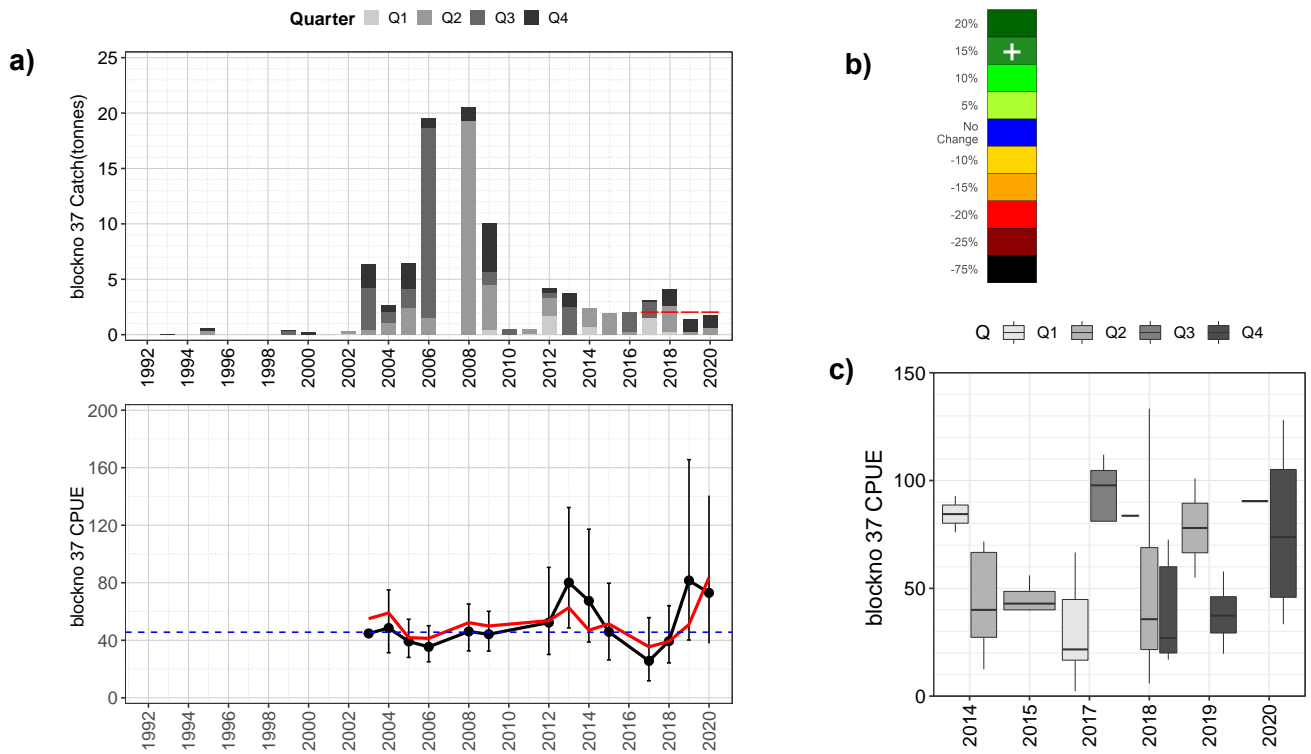 Quarter Q1 Q2 Q3 Q4
a)
blockno 37 Catch(tonnes)
25
20
15
10
5
0
1992 1994 1996 1998 2000 2002 2004 2006 2008 2010 2012 2014 2016 2018 2020
blockno 37 CPUE
200
160
120
80
40
0
1992 1994 1996 1998 2000 2002 2004 2006 2008 2010 2012 2014 2016 2018 2020
b)
20%
15%
10%
5%
No
Change
-10%
-15%
-20%
-25%
-75%
Q Q1 Q2 Q3 Q4
c)
blockno 37 CPUE
150
100
50
0
2014 2015 2017 2018 2019 2020